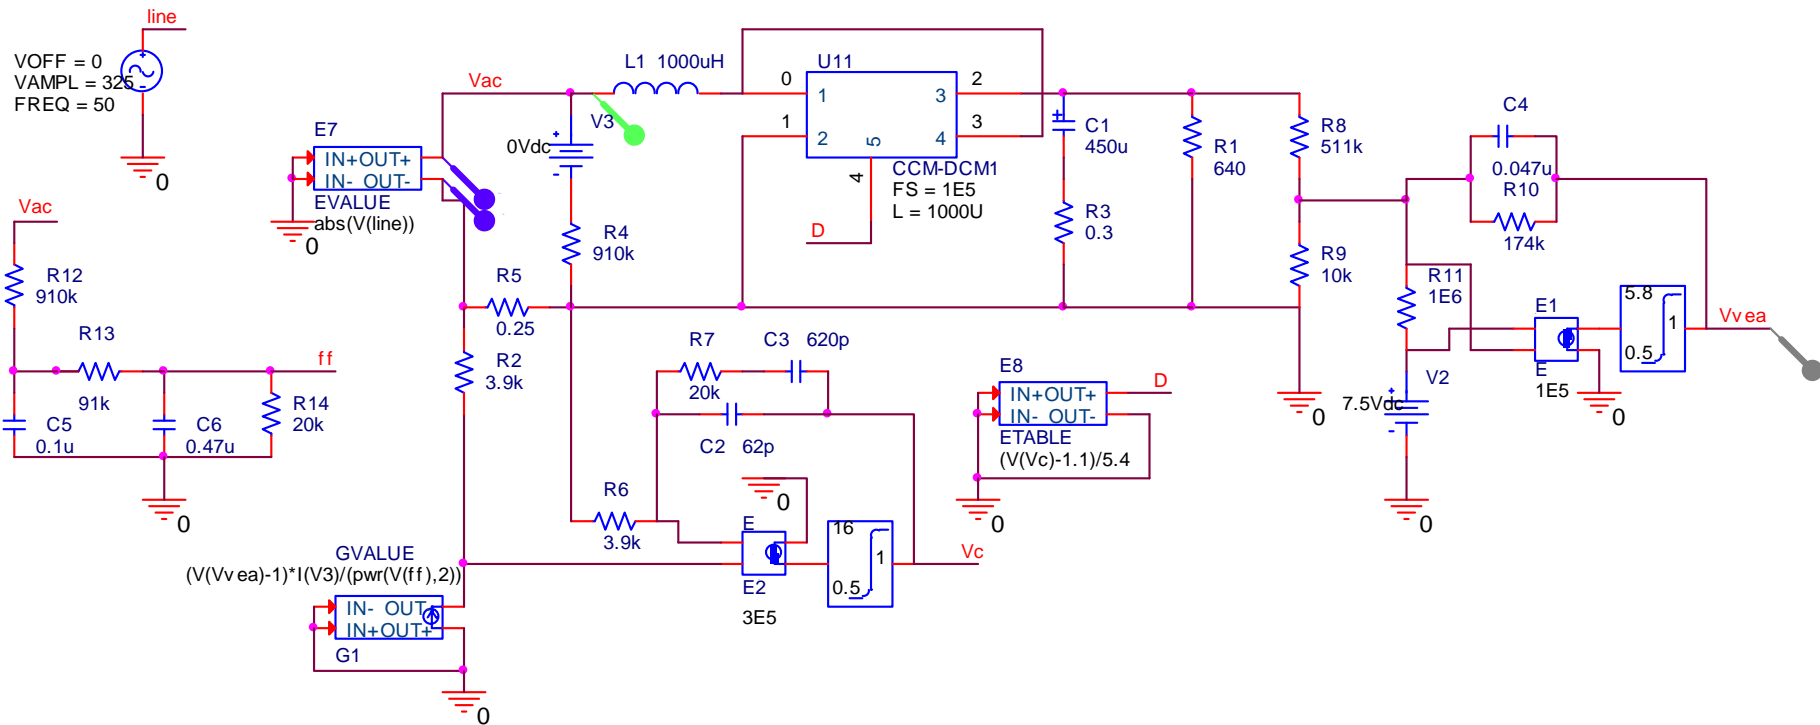 line
VOFF = 0
VAMPL = 325
FREQ = 50
+
-
0
Vac
E7
IN+OUT+
IN- OUT-
EVALUE
abs(V(line))
0
L1 1000uH
V3
0Vdc
+
-
R4
910k
U11
0
1
2
3
1
2
3
4
5
4
CCM-DCM1
FS = 1E5
L = 1000U
D
+
C1
450u
R3
0.3
R1
640
R8
511k
R9
10k
0
C4
0.047u
R10
174k
R11
1E6
E1
E
1E5
0
5.8
0.5
1
Vvea
V2
7.5Vdc
+
-
0
Vac
R12
910k
R13
91k
ff
C5
0.1u
C6
0.47u
R14
20k
0
R5
0.25
R2
3.9k
R7
20k
C3 620p
C2 62p
0
R6
3.9k
E
E2
3E5
16
0.5
1
Vc
E8
IN+OUT+
IN- OUT-
ETABLE
(V(Vc)-1.1)/5.4
D
0
GVALUE
(V(Vvea)-1)*I(V3)/(pwr(V(ff),2))
IN- OUT-
IN+OUT+
G1
0